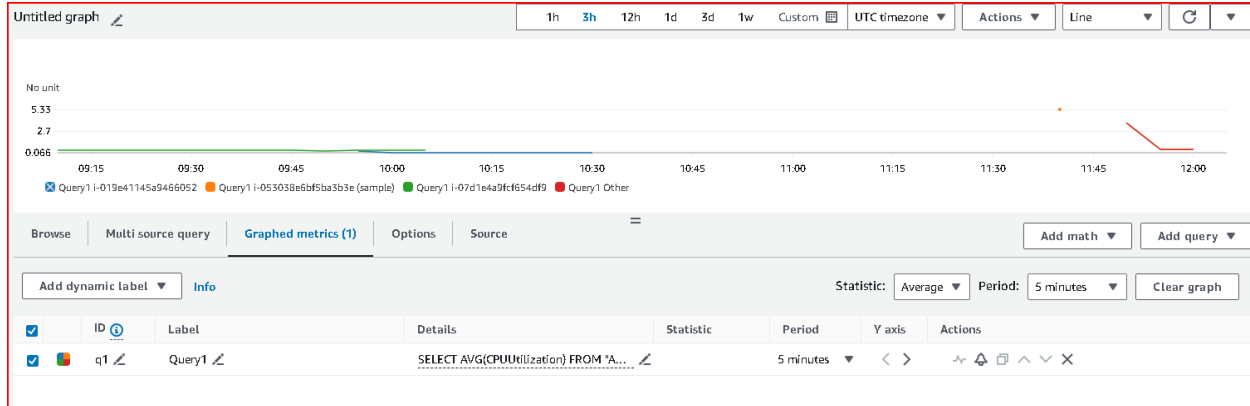 Untitled graph
1h 3h 12h 1d 3d 1w Custom UTC timezone Actions Line
No unit
5.33
2.7
0.066
09:15 09:30 09:45 10:00 10:15 10:30 10:45 11:00 11:15 11:30 11:45 12:00
Query1 i-019e41145a9466052 Query1 i-053038e6bf5ba3b3e (sample) Query1 i-07d1e4a9fcf654df9 Query1 Other
Browse Multi source query Graphed metrics (1) Options Source Add math Add query
Add dynamic label Info Statistic: Average Period: 5 minutes Clear graph
ID Label Details Statistic Period Y axis Actions
q1 Query1 SELECT AVG(CPUUtilization) FROM "A... 5 minutes